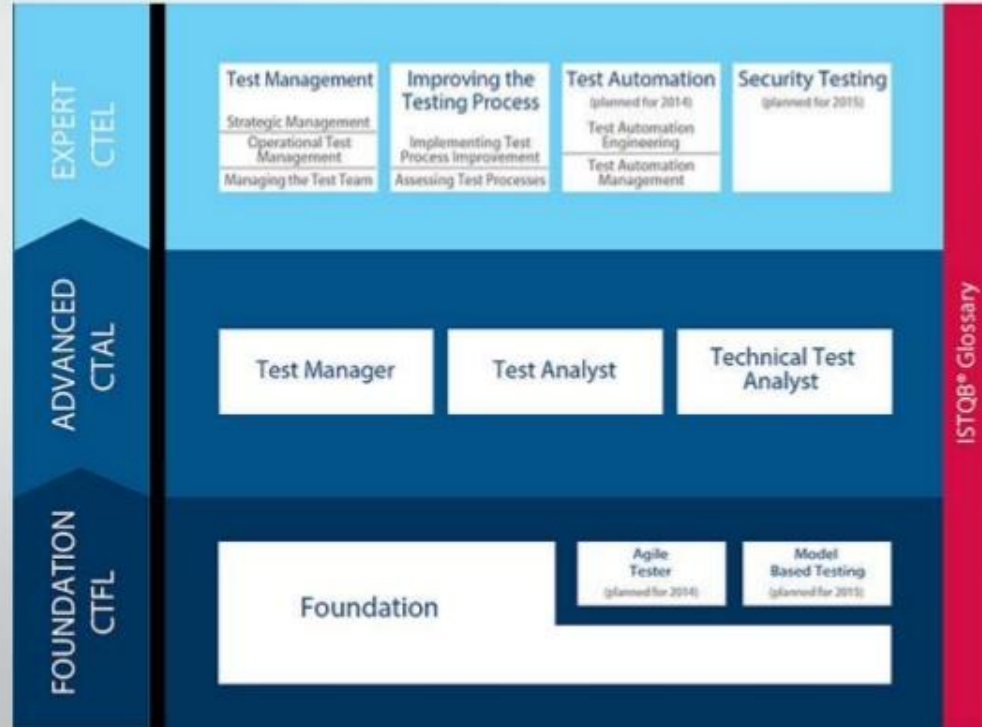 EXPERT
CTEL
Test Management
Strategic Management
Operational Test
Management
Managing the Test Team
Improving the
Testing Process
Implementing Test
Process Improvement
Assessing Test Processes
Test Automation
(planned for 2014)
Test Automation
Engineering
Test Automation
Management
Security Testing
(planned for 2015)
ADVANCED
CTAL
Test Manager
Test Analyst
Technical Test
Analyst
FOUNDATION
CTFL
Foundation
Agile
Tester
(planned for 2014)
Model
Based Testing
(planned for 2015)
ISTQB® Glossary